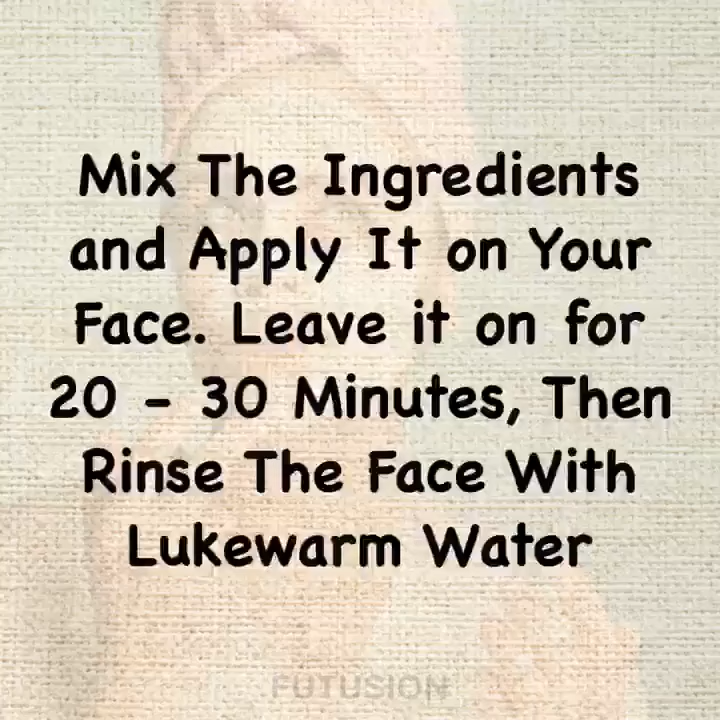 Mix The Ingredients
and Apply It on Your
Face. Leave it on for
20 - 30 Minutes, Then
Rinse The Face With
Lukewarm Water
FUTUSION